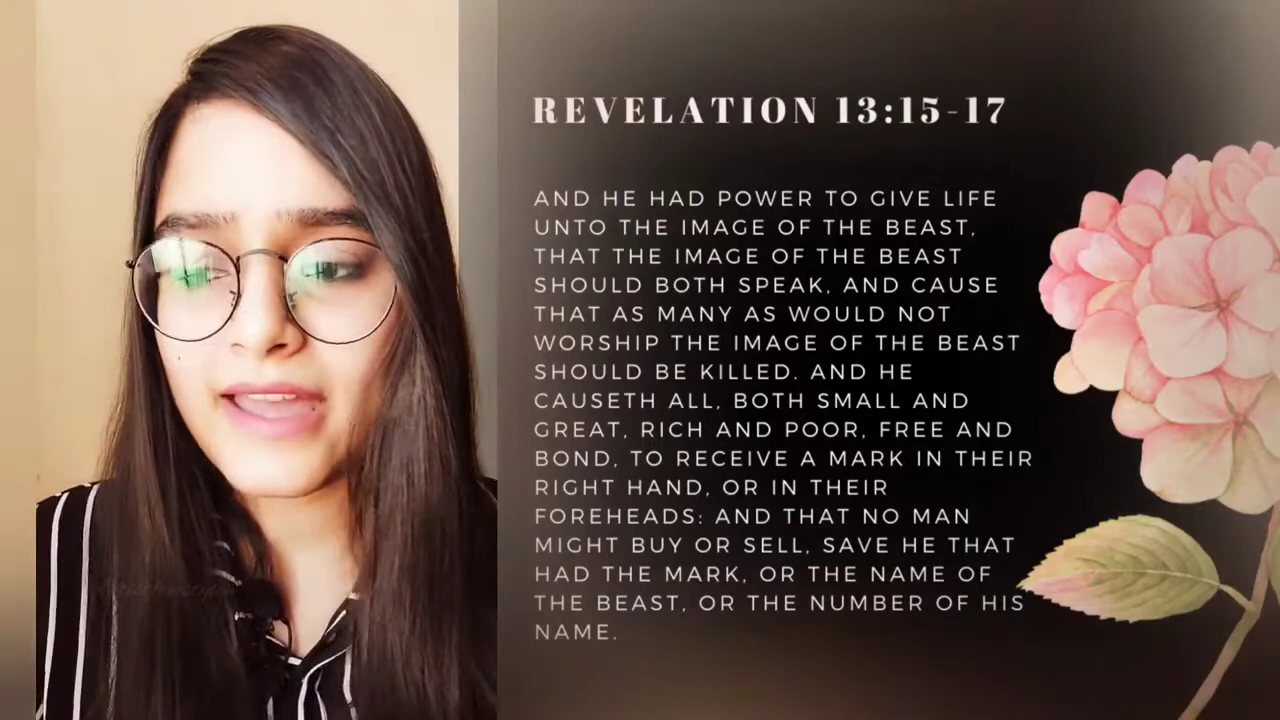 REVELATION 13:15-17
AND HE HAD POWER TO GIVE LIFE
UNTO THE IMAGE OF THE BEAST,
THAT THE IMAGE OF THE BEAST
SHOULD BOTH SPEAK, AND CAUSE
THAT AS MANY AS WOULD NOT
WORSHIP THE IMAGE OF THE BEAST
SHOULD BE KILLED. AND HE
CAUSETH ALL, BOTH SMALL AND
GREAT, RICH AND POOR, FREE AND
BOND, TO RECEIVE A MARK IN THEIR
RIGHT HAND, OR IN THEIR
FOREHEADS: AND THAT NO MAN
MIGHT BUY OR SELL, SAVE HE THAT
HAD THE MARK, OR THE NAME OF
THE BEAST, OR THE NUMBER OF HIS
NAME.